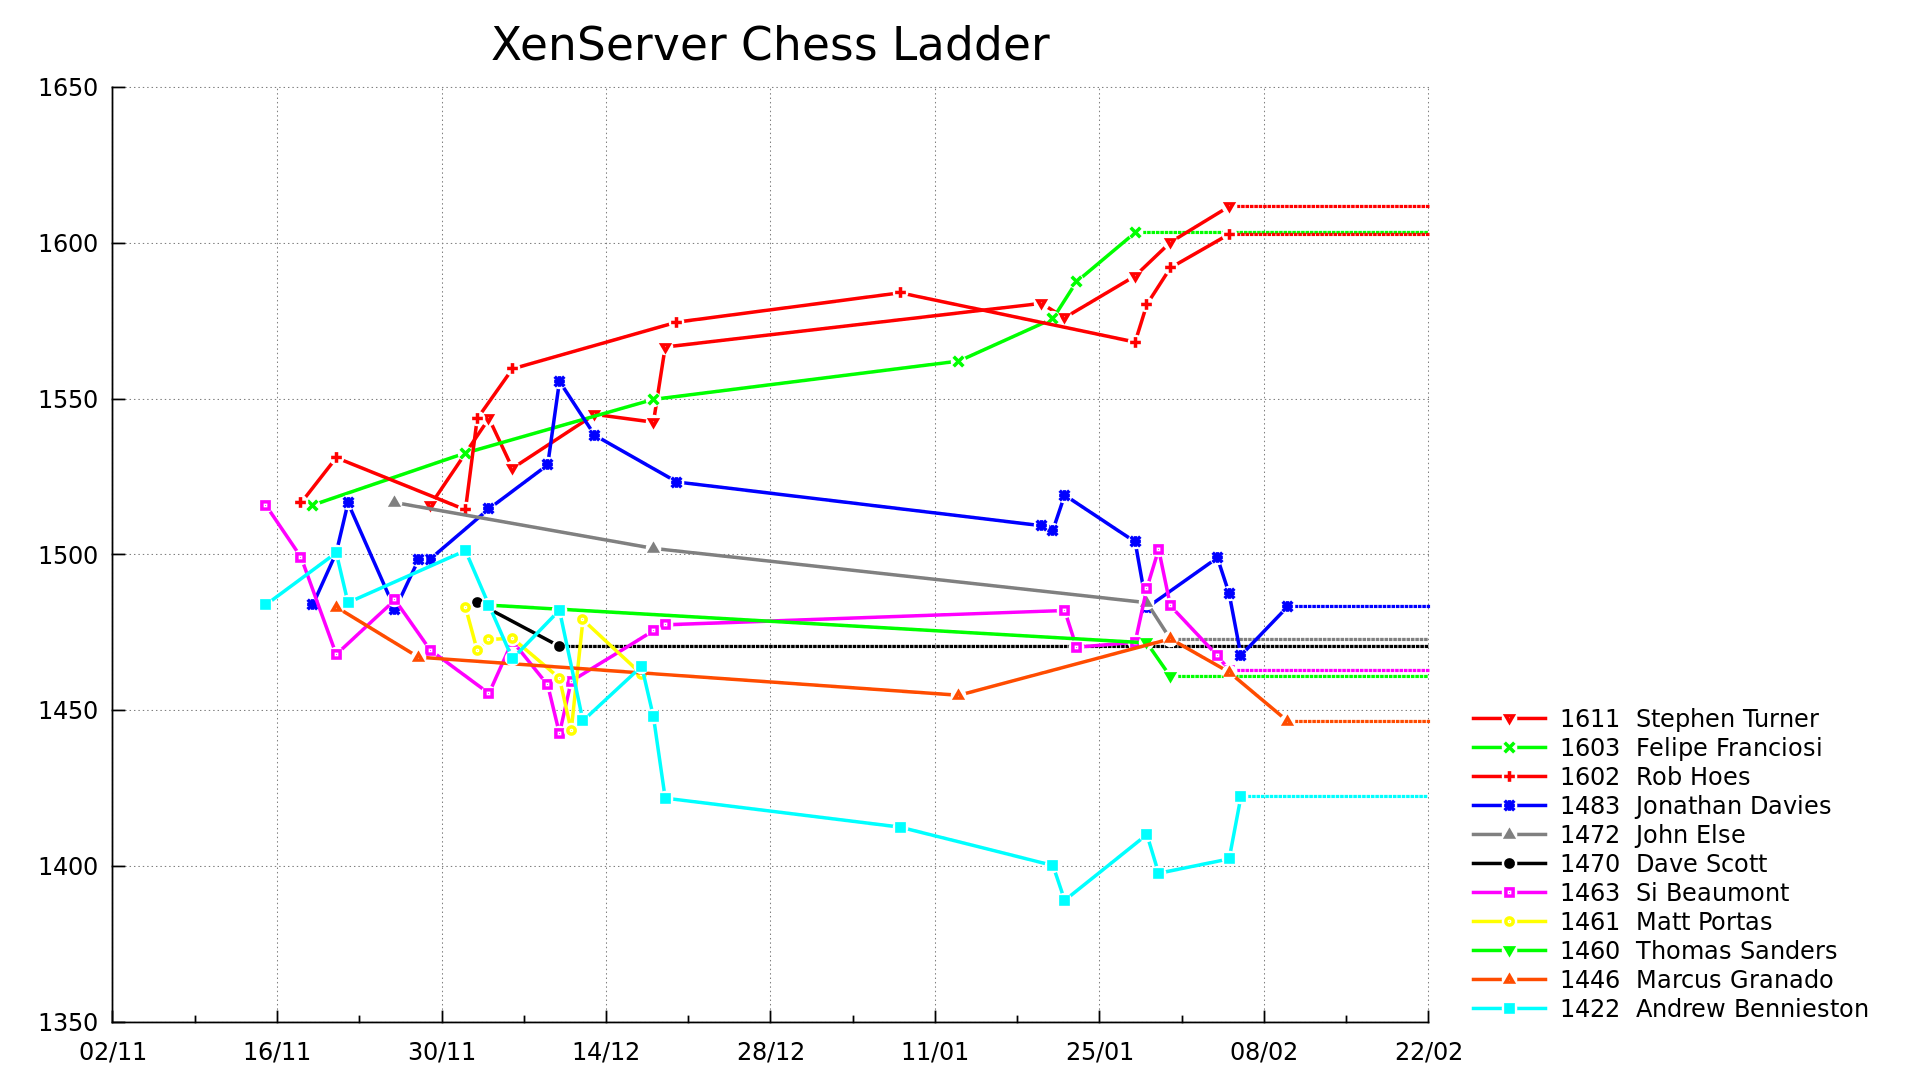 XenServer Chess Ladder
1650
1600
1550
1500
1450
1400
1350
02/11 16/11 30/11 14/12 28/12 11/01 25/01 08/02 22/02
1611 Stephen Turner
1603 Felipe Franciosi
1602 Rob Hoes
1483 Jonathan Davies
1472 John Else
1470 Dave Scott
1463 Si Beaumont
1461 Matt Portas
1460 Thomas Sanders
1446 Marcus Granado
1422 Andrew Bennieston